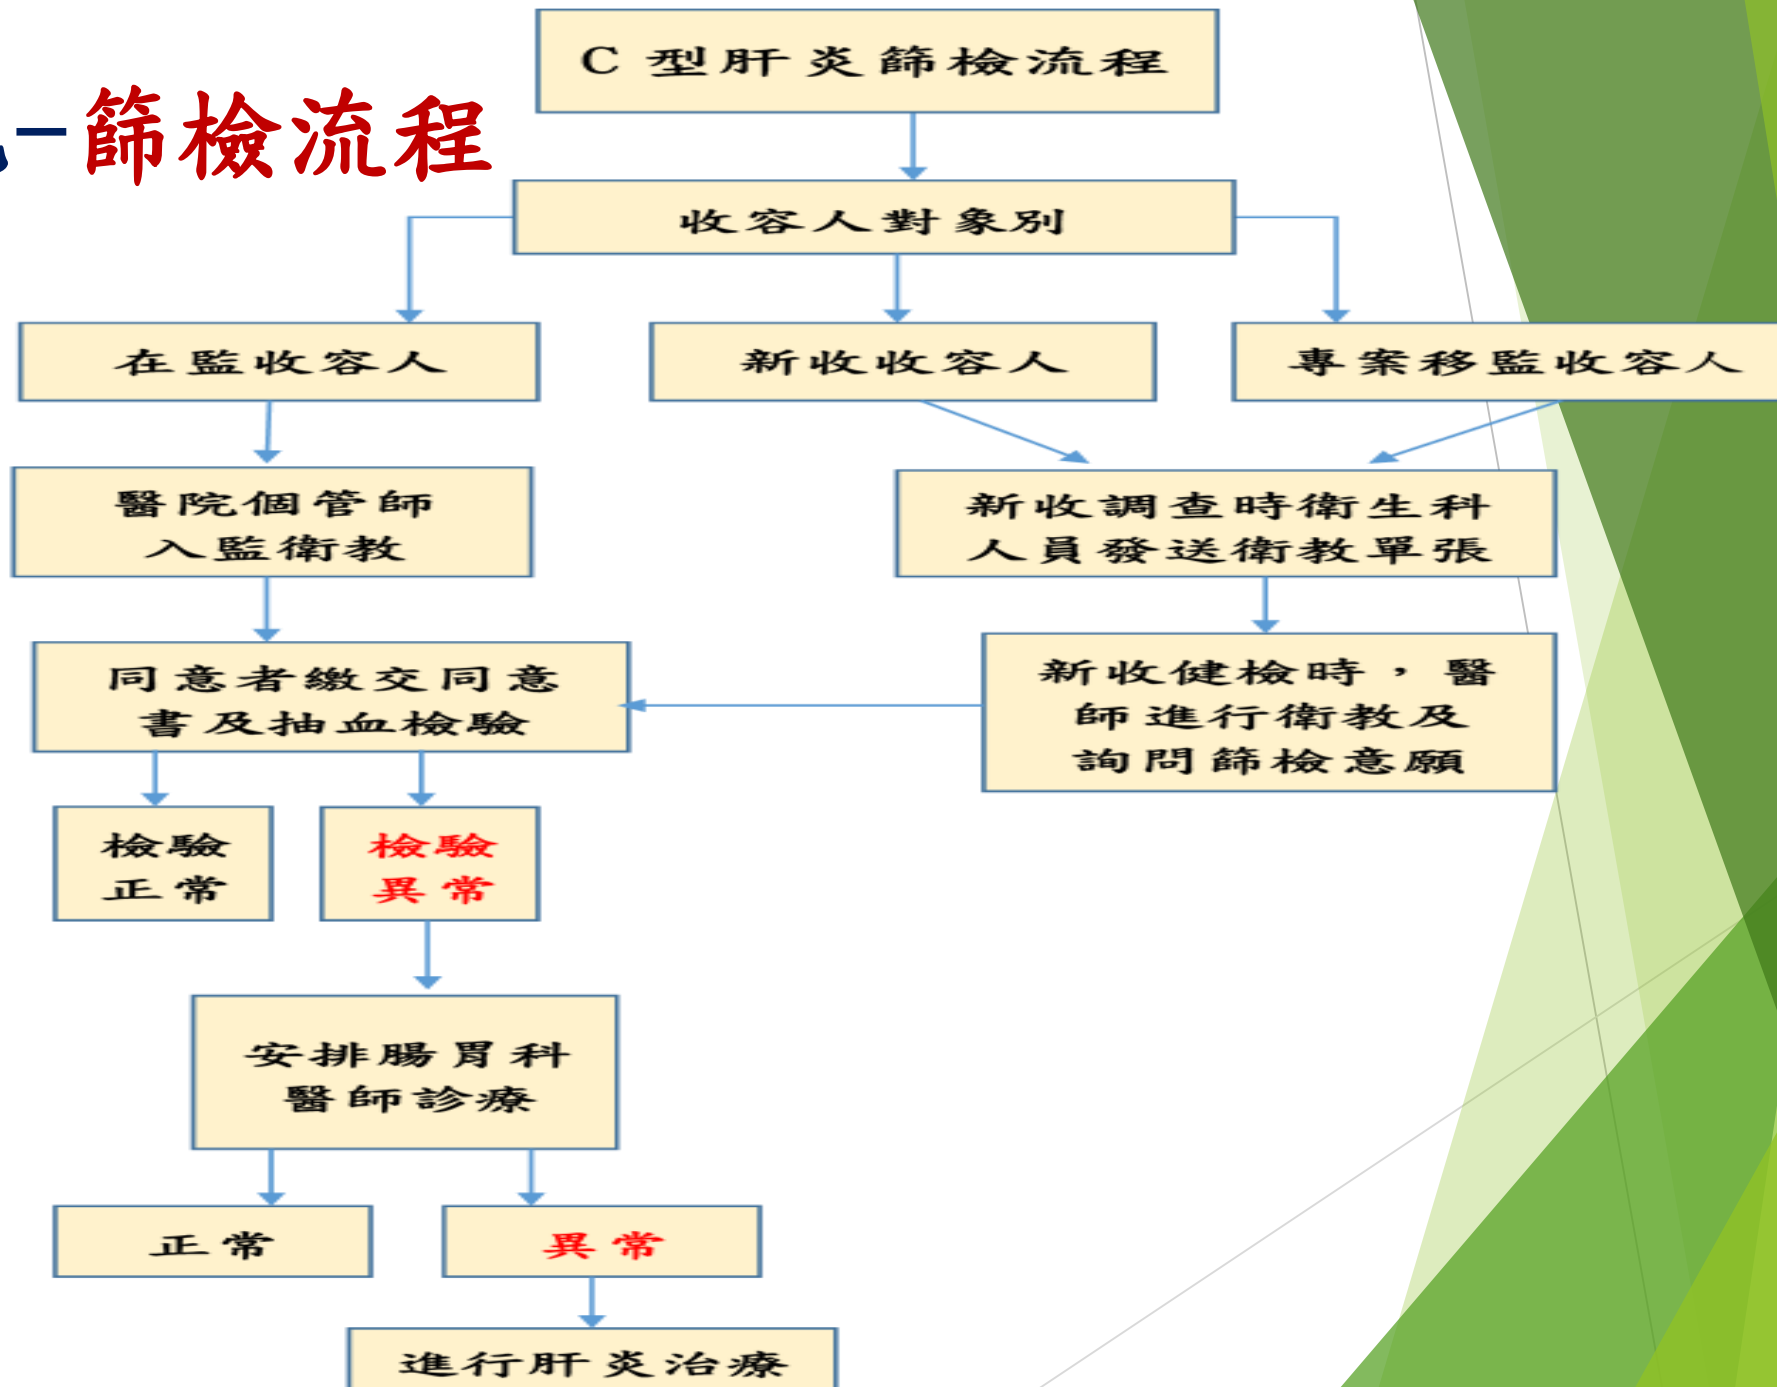 -篩檢流程
C 型肝炎篩檢流程
收容人對象別
在監收容人
新收收容人
專案移監收容人
醫院個管師
入監衛教
新收調查時衛生科
人員發送衛教單張
同意者繳交同意
書及抽血檢驗
新收健檢時，醫
師進行衛教及
詢問篩檢意願
檢驗
正常
檢驗
異常
安排腸胃科
醫師診療
正常
異常
進行肝炎治療